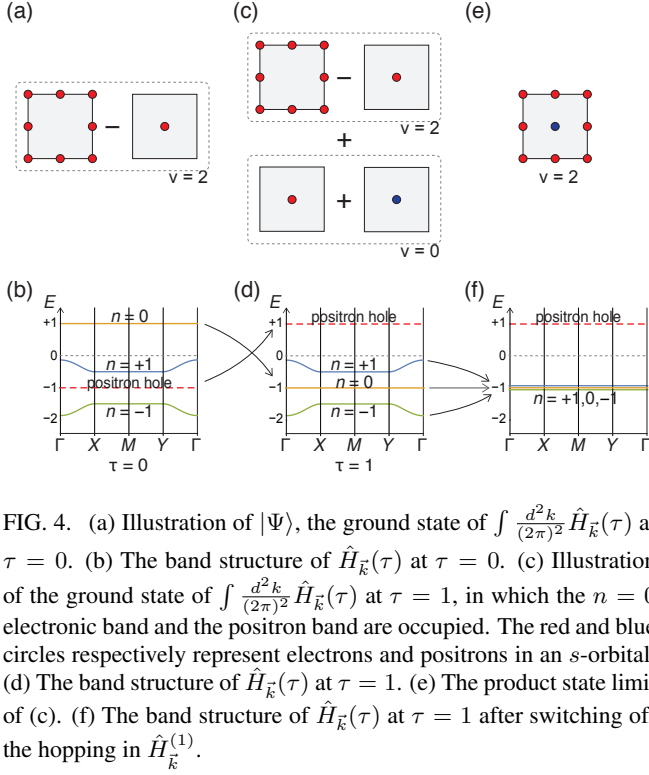 (a) (c) (e)
− ν = 2
− ν = 2
+
+ ν = 0
ν = 2
(b) (d) (f)
E +1 0 −1 −2
n = 0
n = +1
positron hole
n = −1
Γ X M Y Γ
τ = 0
E +1 0 −1 −2
positron hole
n = +1
n = 0
n = −1
Γ X M Y Γ
τ = 1
E +1 0 −1 −2
positron hole
n = +1,0,−1
Γ X M Y Γ
FIG. 4. (a) Illustration of |Ψ⟩, the ground state of ∫ d²k/(2π)² Ĥ_k⃗(τ) a
τ = 0. (b) The band structure of Ĥ_k⃗(τ) at τ = 0. (c) Illustration
of the ground state of ∫ d²k/(2π)² Ĥ_k⃗(τ) at τ = 1, in which the n = 0
electronic band and the positron band are occupied. The red and blue
circles respectively represent electrons and positrons in an s-orbital
(d) The band structure of Ĥ_k⃗(τ) at τ = 1. (e) The product state limi
of (c). (f) The band structure of Ĥ_k⃗(τ) at τ = 1 after switching of
the hopping in Ĥ_k⃗^(1).